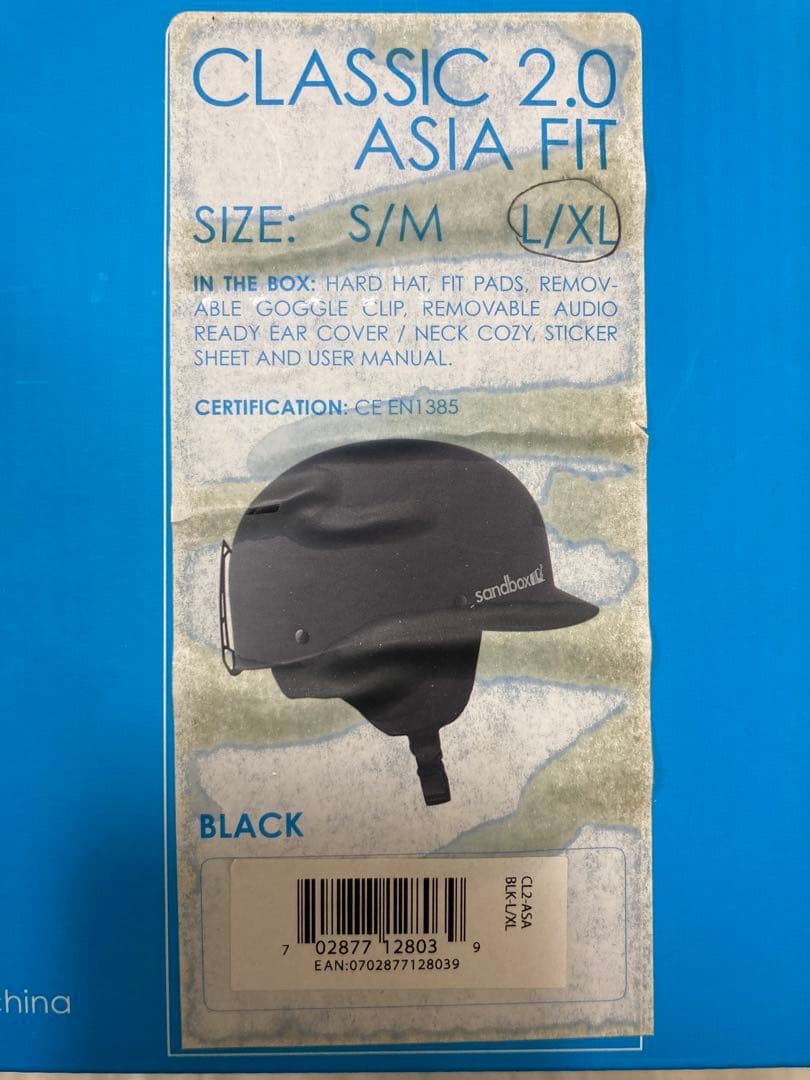 CLASSIC 2.0
ASIA FIT
SIZE: S/M L/XL
IN THE BOX: HARD HAT, FIT PADS, REMOV-
ABLE GOGGLE CLIP, REMOVABLE AUDIO
READY EAR COVER / NECK COZY, STICKER
SHEET AND USER MANUAL.
CERTIFICATION: CE EN1385
sandbox
BLACK
CL2-ASA
BLK-L/XL
7 02877 12803 9
EAN:0702877128039